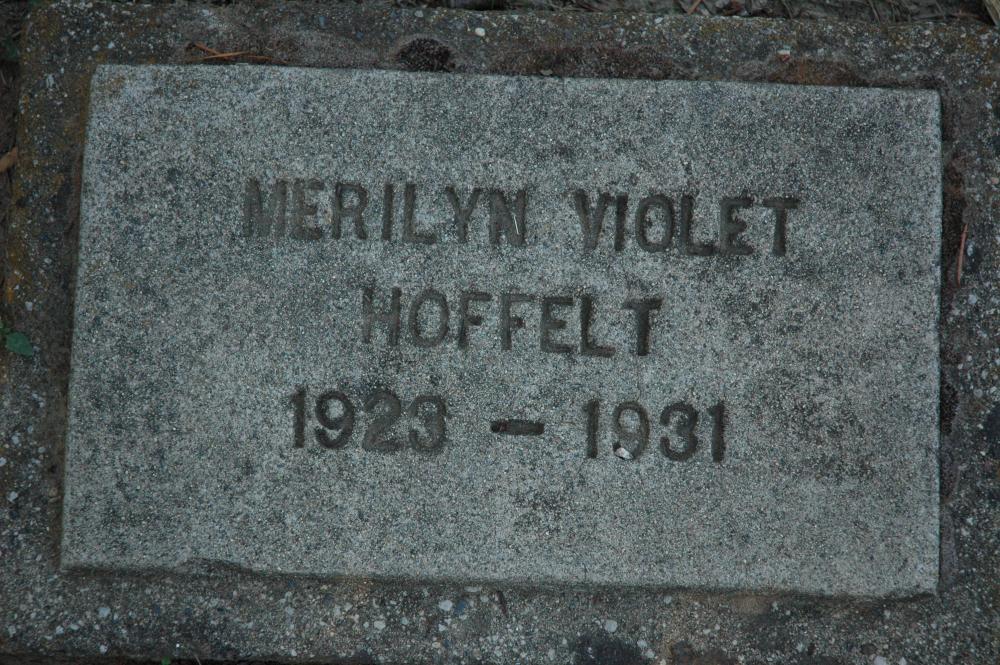 MERILYN VIOLET
HOFFELT
1923 - 1931